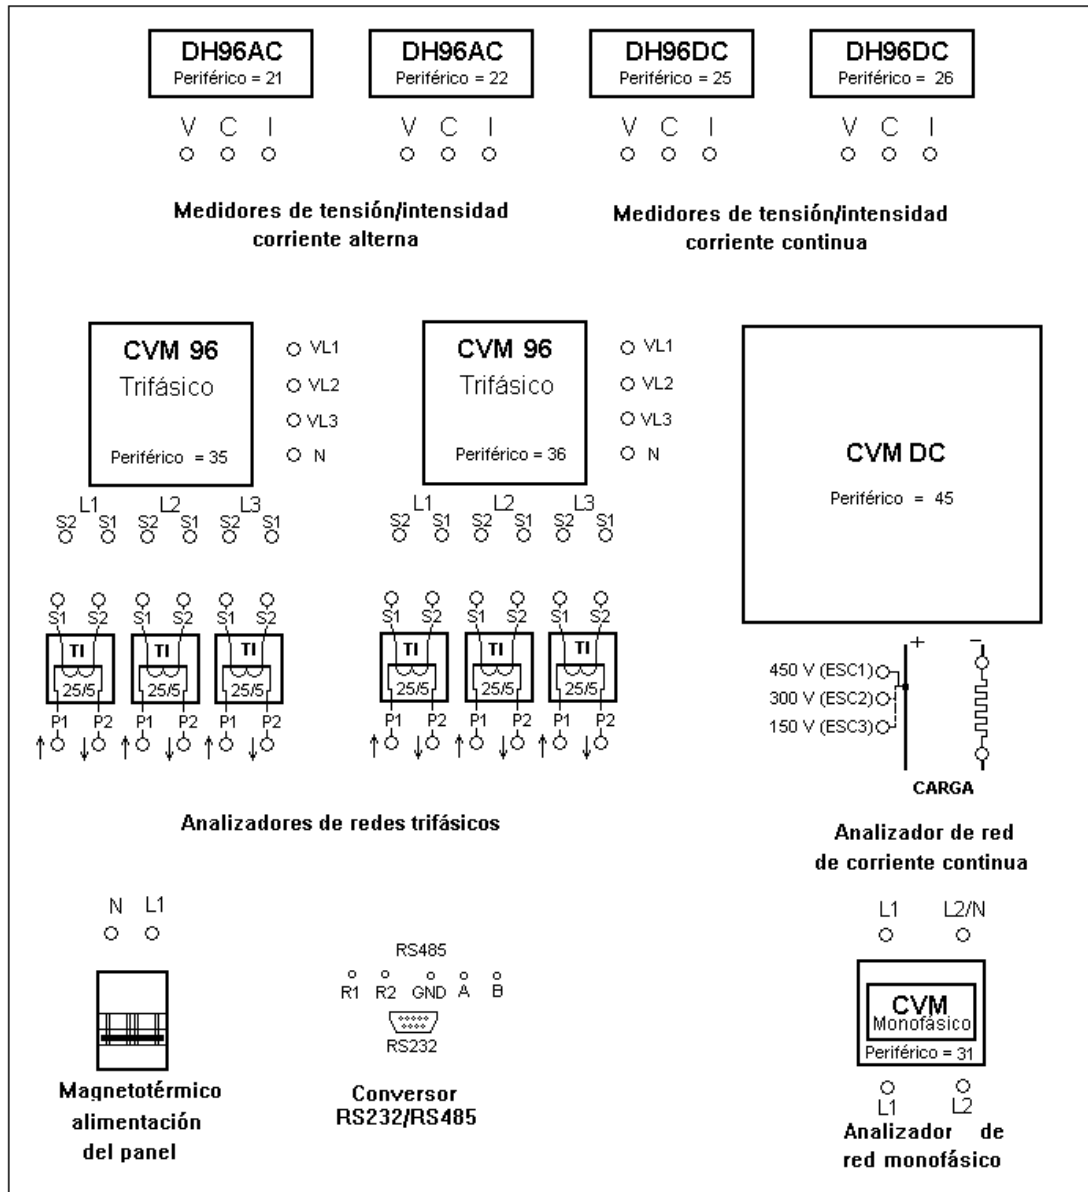 DH96AC DH96AC DH96DC DH96DC
Periférico = 21 Periférico = 22 Periférico = 25 Periférico = 26
V C I V C I V C I V C I
Medidores de tensión/intensidad
corriente alterna
Medidores de tensión/intensidad
corriente continua
CVM 96
Trifásico
Periférico = 35
VL1
VL2
VL3
N
L1 L2 L3
S2 S1 S2 S1 S2 S1
CVM 96
Trifásico
Periférico = 36
VL1
VL2
VL3
N
L1 L2 L3
S2 S1 S2 S1 S2 S1
CVM DC
Periférico = 45
S1 S2 S1 S2 S1 S2
TI TI TI
25/5 25/5 25/5
P1 P2 P1 P2 P1 P2
S1 S2 S1 S2 S1 S2
TI TI TI
25/5 25/5 25/5
P1 P2 P1 P2 P1 P2
Analizadores de redes trifásicos
+ -
450 V (ESC1)
300 V (ESC2)
150 V (ESC3)
CARGA
Analizador de red
de corriente continua
N L1
Magnetotérmico
alimentación
del panel
RS485
R1 R2 GND A B
RS232
Conversor
RS232/RS485
L1 L2/N
CVM
Monofásico
Periférico = 31
L1 L2
Analizador de
red monofásico